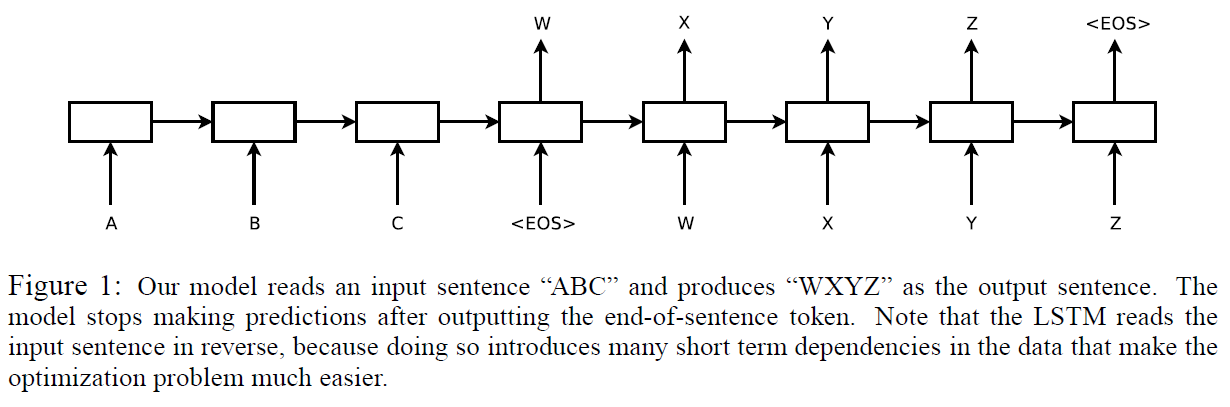 W X Y Z <EOS>
A B C <EOS> W X Y Z
Figure 1: Our model reads an input sentence “ABC” and produces “WXYZ” as the output sentence. The
model stops making predictions after outputting the end-of-sentence token. Note that the LSTM reads the
input sentence in reverse, because doing so introduces many short term dependencies in the data that make the
optimization problem much easier.